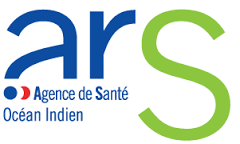 ars
Agence de Santé
Océan Indien